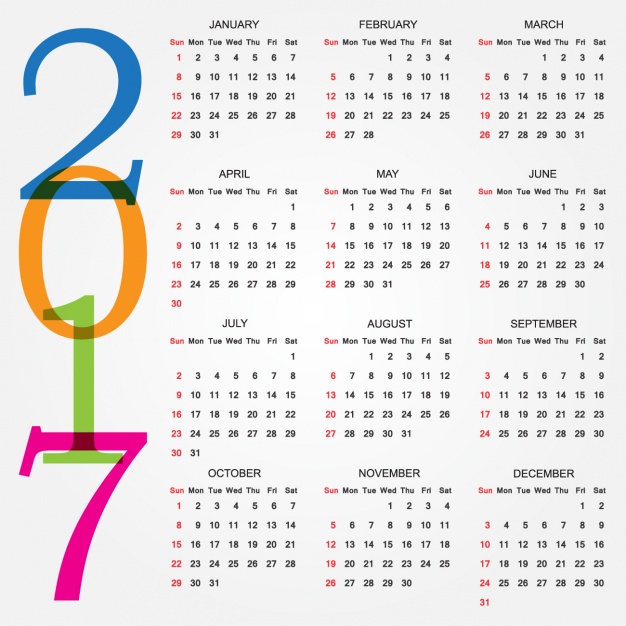 2017
JANUARY
Sun Mon Tue Wed Thu Fri Sat
1 2 3 4 5 6 7
8 9 10 11 12 13 14
15 16 17 18 19 20 21
22 23 24 25 26 27 28
29 30 31
FEBRUARY
Sun Mon Tue Wed Thu Fri Sat
1 2 3 4
5 6 7 8 9 10 11
12 13 14 15 16 17 18
19 20 21 22 23 24 25
26 27 28
MARCH
Sun Mon Tue Wed Thu Fri Sat
1 2 3 4
5 6 7 8 9 10 11
12 13 14 15 16 17 18
19 20 21 22 23 24 25
26 27 28 29 30 31
APRIL
Sun Mon Tue Wed Thu Fri Sat
1
2 3 4 5 6 7 8
9 10 11 12 13 14 15
16 17 18 19 20 21 22
23 24 25 26 27 28 29
30
MAY
Sun Mon Tue Wed Thu Fri Sat
1 2 3 4 5 6
7 8 9 10 11 12 13
14 15 16 17 18 19 20
21 22 23 24 25 26 27
28 29 30 31
JUNE
Sun Mon Tue Wed Thu Fri Sat
1 2 3
4 5 6 7 8 9 10
11 12 13 14 15 16 17
18 19 20 21 22 23 24
25 26 27 28 29 30
JULY
Sun Mon Tue Wed Thu Fri Sat
1
2 3 4 5 6 7 8
9 10 11 12 13 14 15
16 17 18 19 20 21 22
23 24 25 26 27 28 29
30 31
AUGUST
Sun Mon Tue Wed Thu Fri Sat
1 2 3 4 5
6 7 8 9 10 11 12
13 14 15 16 17 18 19
20 21 22 23 24 25 26
27 28 29 30 31
SEPTEMBER
Sun Mon Tue Wed Thu Fri Sat
1 2
3 4 5 6 7 8 9
10 11 12 13 14 15 16
17 18 19 20 21 22 23
24 25 26 27 28 29 30
OCTOBER
Sun Mon Tue Wed Thu Fri Sat
1 2 3 4 5 6 7
8 9 10 11 12 13 14
15 16 17 18 19 20 21
22 23 24 25 26 27 28
29 30 31
NOVEMBER
Sun Mon Tue Wed Thu Fri Sat
1 2 3 4
5 6 7 8 9 10 11
12 13 14 15 16 17 18
19 20 21 22 23 24 25
26 27 28 29 30
DECEMBER
Sun Mon Tue Wed Thu Fri Sat
1 2
3 4 5 6 7 8 9
10 11 12 13 14 15 16
17 18 19 20 21 22 23
24 25 26 27 28 29 30
31